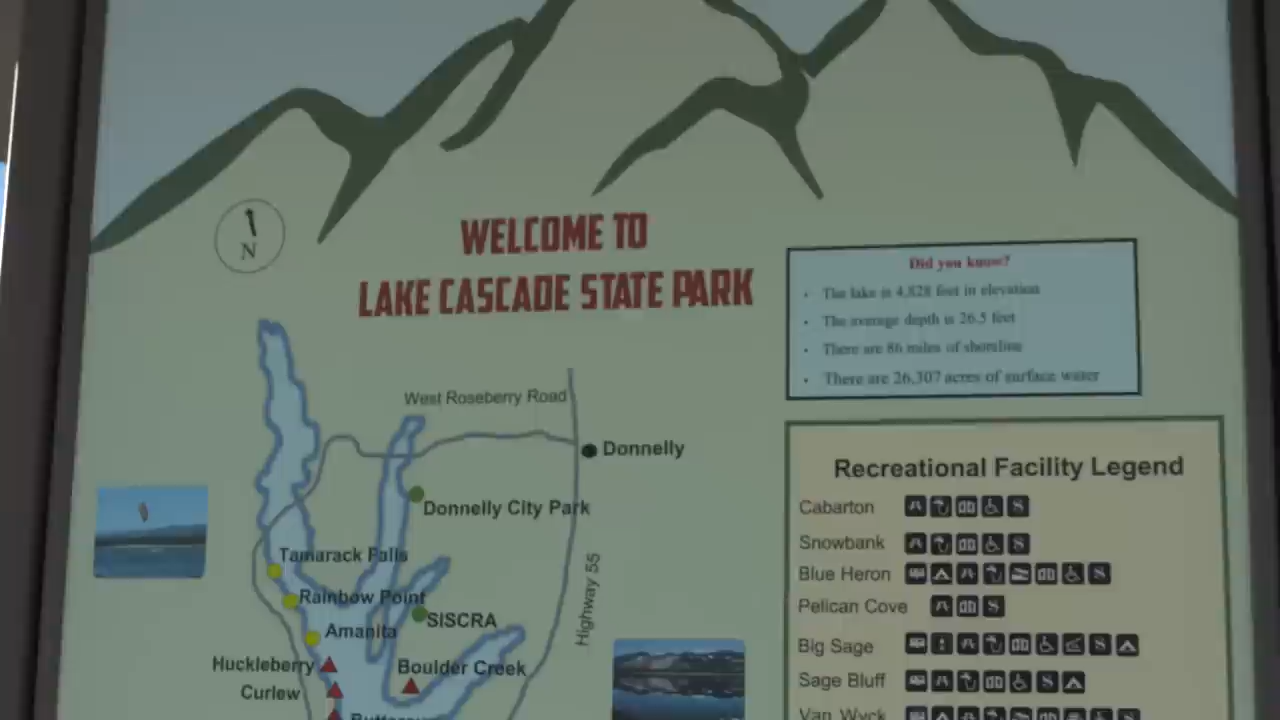 N
WELCOME TO
LAKE CASCADE STATE PARK
Did you know?
• The lake is 4,828 feet in elevation
• The average depth is 26.5 feet
• There are 86 miles of shoreline
• There are 26,307 acres of surface water
West Roseberry Road
Donnelly
Donnelly City Park
Highway 55
Tamarack Falls
Rainbow Point
SISCRA
Amanita
Huckleberry
Boulder Creek
Curlew
Recreational Facility Legend
Cabarton
Snowbank
Blue Heron
Pelican Cove
Big Sage
Sage Bluff
Van Wyck